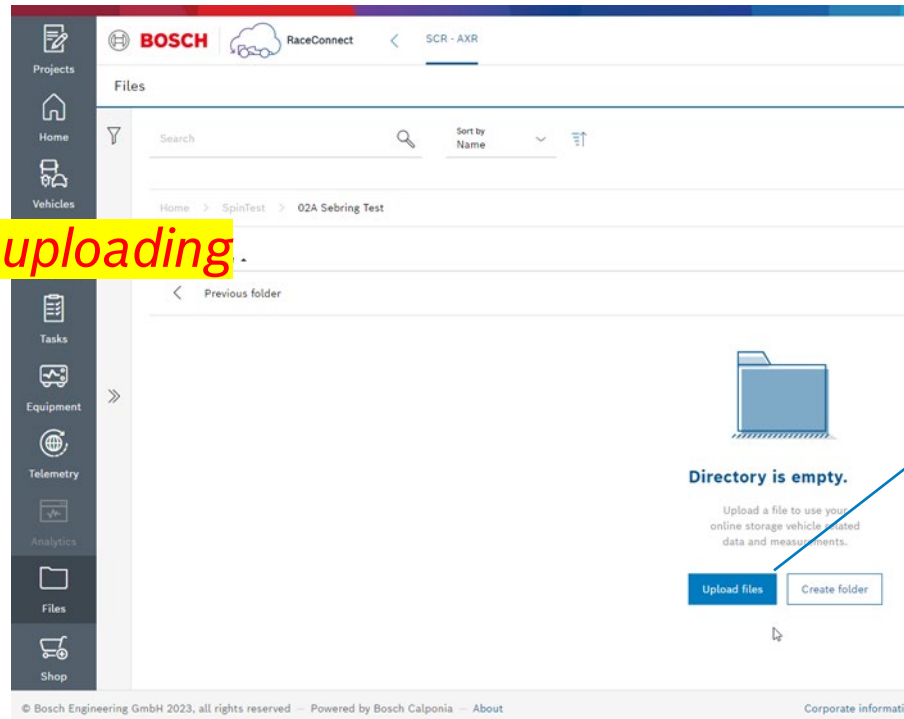 BOSCH
RaceConnect
SCR - AXR
Projects
Files
Home
Search
Sort by
Name
Vehicles
Home > SpinTest > 02A Sebring Test
uploading
Previous folder
Tasks
Equipment
Telemetry
Analytics
Files
Shop
Directory is empty.
Upload a file to use your
online storage vehicle related
data and measurements.
Upload files
Create folder
© Bosch Engineering GmbH 2023, all rights reserved – Powered by Bosch Calponia – About
Corporate informati